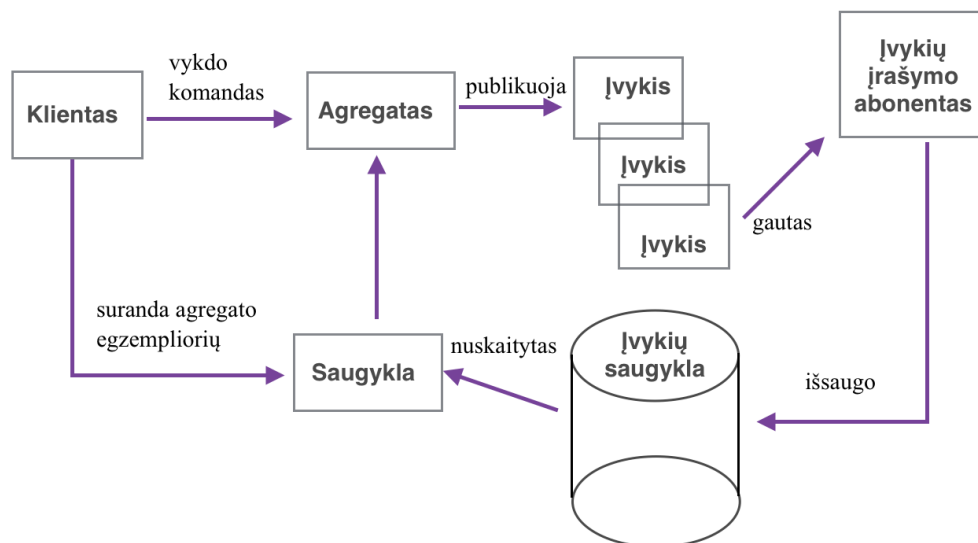 Klientas
vykdo
komandas
Agregatas
publikuoja
Įvykis
Įvykis
Įvykis
gautas
Įvykių
įrašymo
abonentas
suranda agregato
egzempliorių
Saugykla
nuskaitytas
Įvykių
saugykla
išsaugo